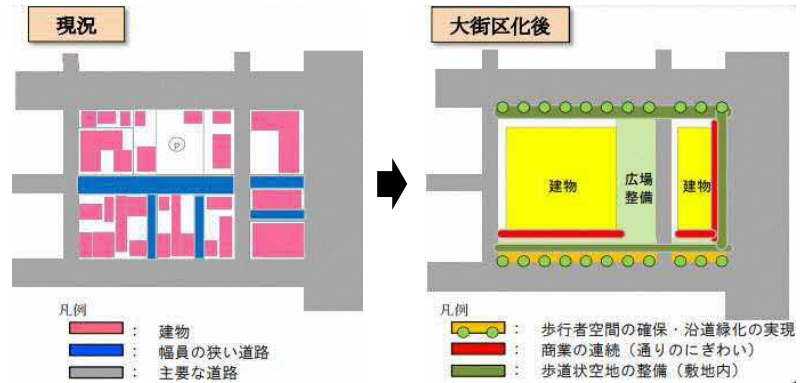 現況
P
凡例
： 建物
： 幅員の狭い道路
： 主要な道路
大街区化後
建物
広場
整備
建物
凡例
： 歩行者空間の確保・沿道緑化の実現
： 商業の連続（通りのにぎわい）
： 歩道状空地の整備（敷地内）